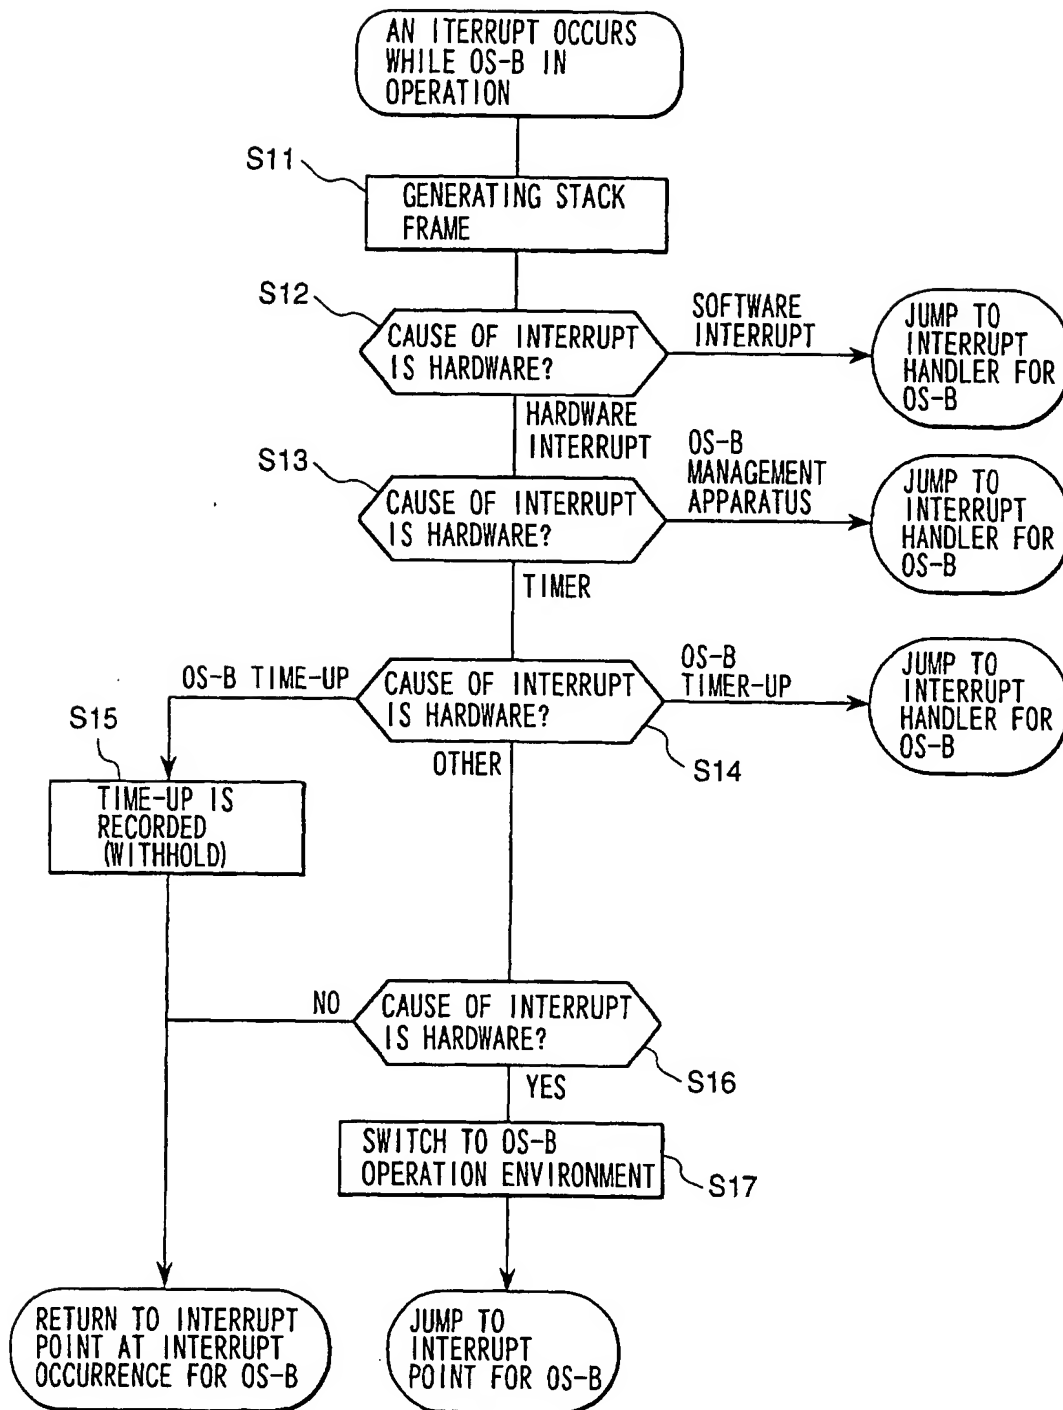 AN ITERRUPT OCCURS
WHILE OS-B IN
OPERATION
S11
GENERATING STACK
FRAME
S12
CAUSE OF INTERRUPT
IS HARDWARE?
SOFTWARE
INTERRUPT
JUMP TO
INTERRUPT
HANDLER FOR
OS-B
HARDWARE
INTERRUPT
S13
CAUSE OF INTERRUPT
IS HARDWARE?
OS-B
MANAGEMENT
APPARATUS
JUMP TO
INTERRUPT
HANDLER FOR
OS-B
TIMER
OS-B TIME-UP
CAUSE OF INTERRUPT
IS HARDWARE?
OS-B
TIMER-UP
JUMP TO
INTERRUPT
HANDLER FOR
OS-B
S14
S15
TIME-UP IS
RECORDED
(WITHHOLD)
OTHER
NO
CAUSE OF INTERRUPT
IS HARDWARE?
S16
YES
SWITCH TO OS-B
OPERATION ENVIRONMENT
S17
RETURN TO INTERRUPT
POINT AT INTERRUPT
OCCURRENCE FOR OS-B
JUMP TO
INTERRUPT
POINT FOR OS-B